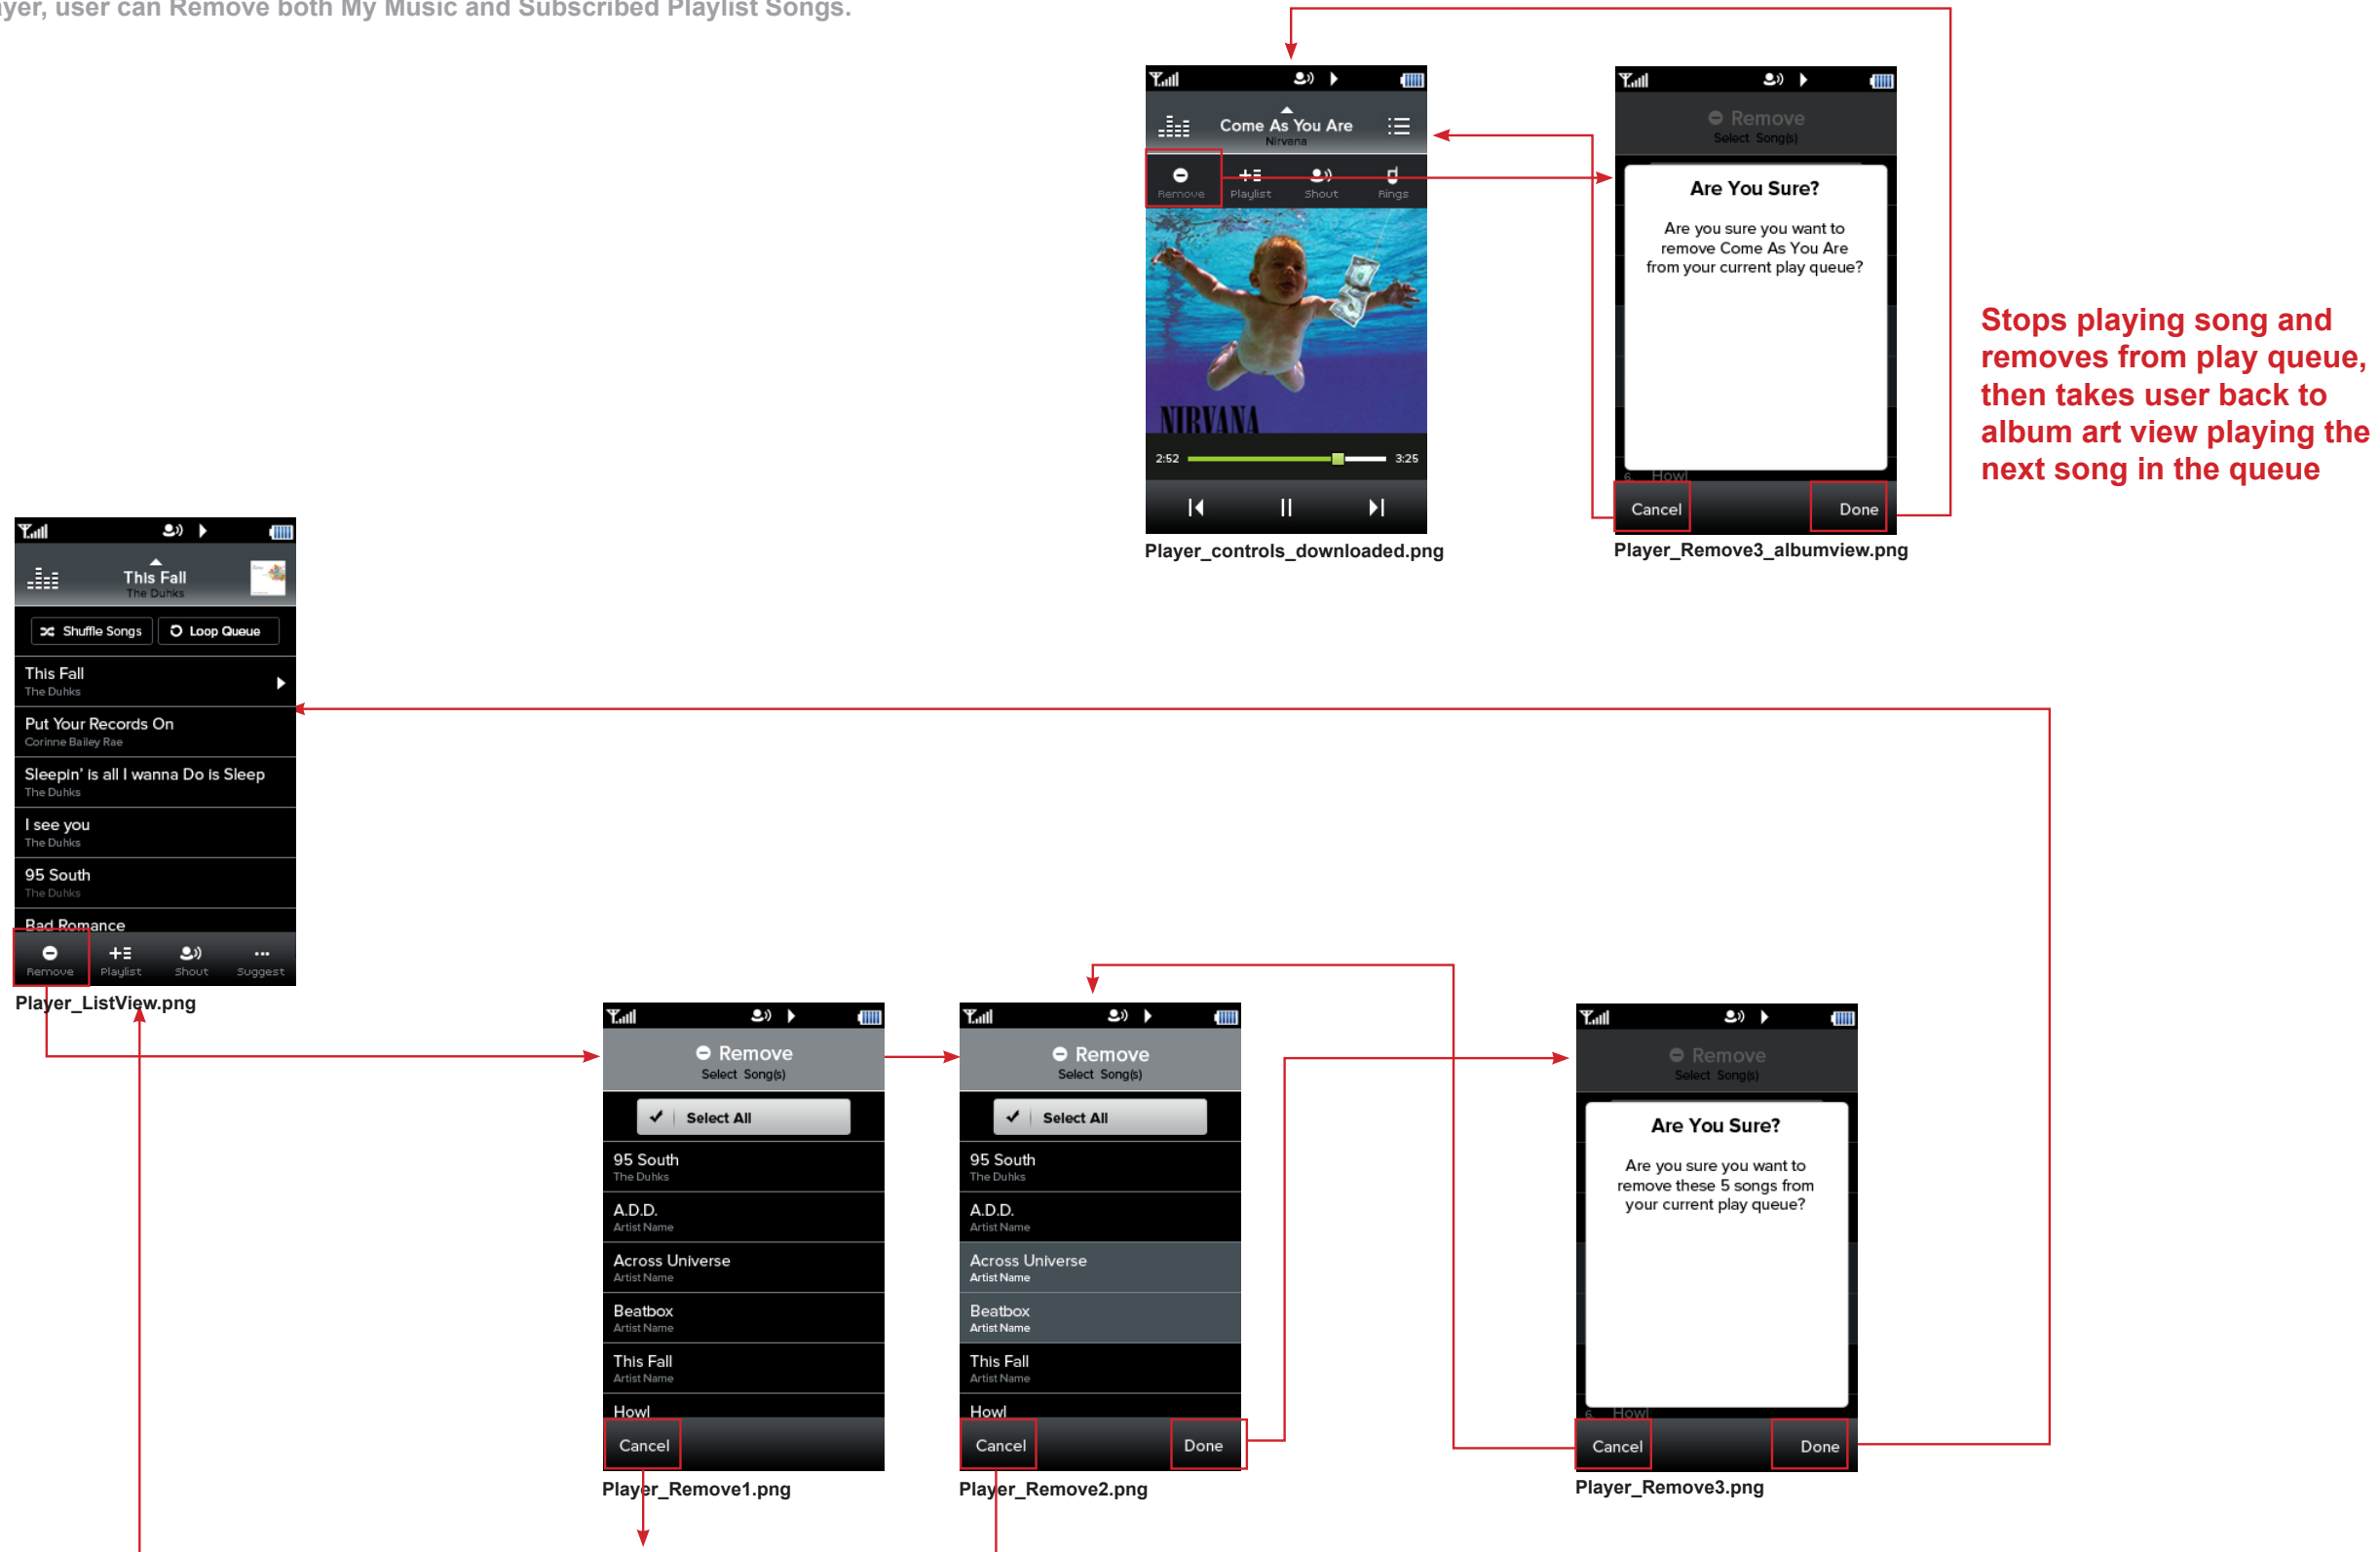 user can Remove both My Music and Subscribed Playlist Songs.
Come As You Are
Nirvana
Remove
Playlist
Shout
Rings
NIRVANA
2:52
3:25
Player_controls_downloaded.png
Remove
Select Song(s)
Are You Sure?
Are you sure you want to
remove Come As You Are
from your current play queue?
6. Howl
Cancel
Done
Player_Remove3_albumview.png
Stops playing song and
removes from play queue,
then takes user back to
album art view playing the
next song in the queue
This Fall
The Duhks
Shuffle Songs
Loop Queue
This Fall
The Duhks
Put Your Records On
Corinne Bailey Rae
Sleepin' is all I wanna Do is Sleep
The Duhks
I see you
The Duhks
95 South
The Duhks
Bad Romance
Remove
Playlist
Shout
Suggest
Player_ListView.png
Remove
Select Song(s)
Select All
95 South
The Duhks
A.D.D.
Artist Name
Across Universe
Artist Name
Beatbox
Artist Name
This Fall
Artist Name
Howl
Cancel
Player_Remove1.png
Remove
Select Song(s)
Select All
95 South
The Duhks
A.D.D.
Artist Name
Across Universe
Artist Name
Beatbox
Artist Name
This Fall
Artist Name
Howl
Cancel
Done
Player_Remove2.png
Remove
Select Song(s)
Are You Sure?
Are you sure you want to
remove these 5 songs from
your current play queue?
6. Howl
Cancel
Done
Player_Remove3.png